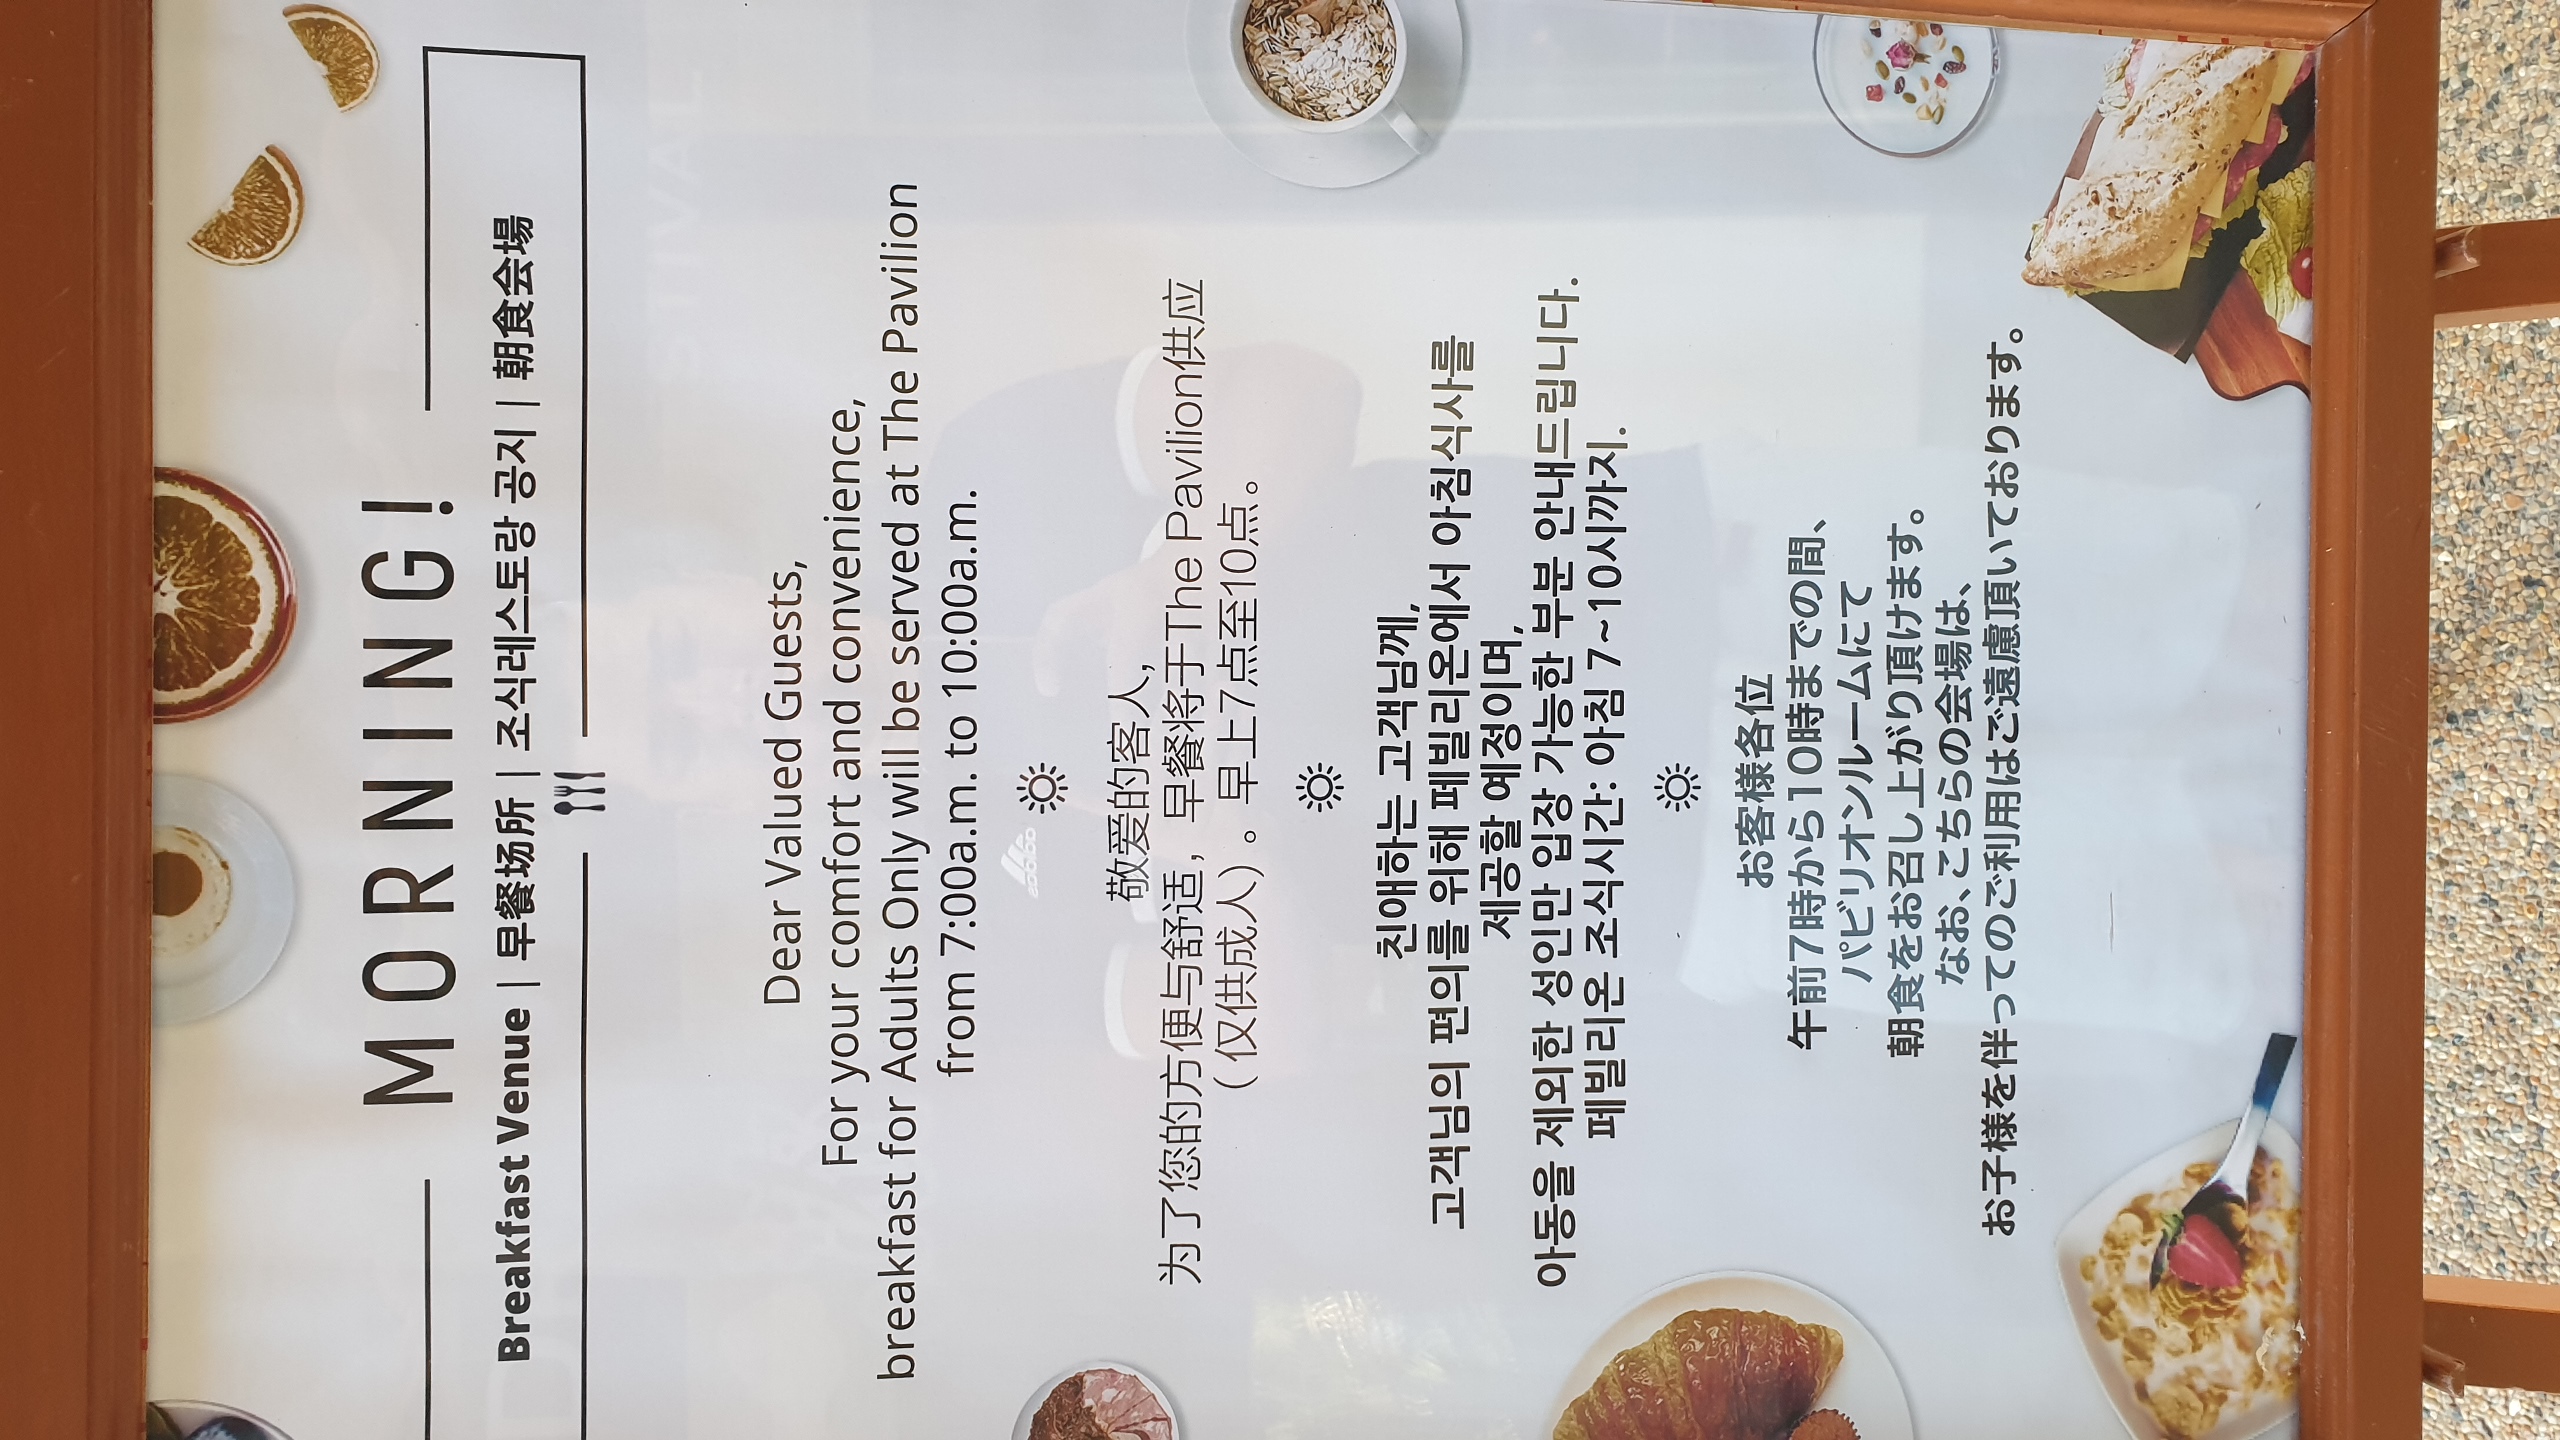 MORNING!
Breakfast Venue | 早餐场所 | 조식레스토랑 공지 | 朝食会場
Dear Valued Guests,
For your comfort and convenience,
breakfast for Adults Only will be served at The Pavilion
from 7:00a.m. to 10:00a.m.
敬爱的客人，
为了您的方便与舒适，早餐将于The Pavilion供应
（仅供成人）。早上7点至10点。
친애하는 고객님께,
고객님의 편의를 위해 페빌리온에서 아침식사를
제공할 예정이며,
아동을 제외한 성인만 입장 가능한 부분 안내드립니다.
페빌리온 조식시간: 아침 7~10시까지.
お客様各位
午前7時から10時までの間、
パビリオンルームにて
朝食をお召し上がり頂けます。
なお、こちらの会場は、
お子様を伴ってのご利用はご遠慮頂いております。